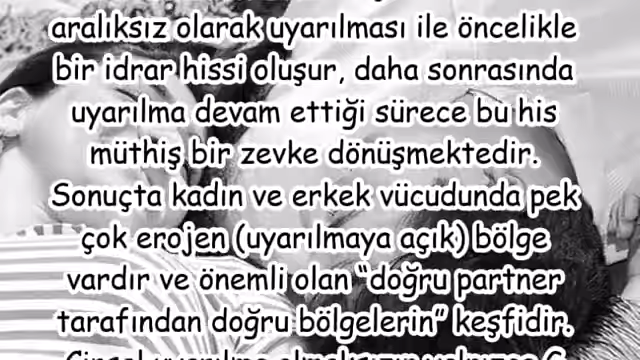 aralıksız olarak uyarılması ile öncelikle
bir idrar hissi oluşur, daha sonrasında
uyarılma devam ettiği sürece bu his
müthiş bir zevke dönüşmektedir.
Sonuçta kadın ve erkek vücudunda pek
çok erojen (uyarılmaya açık) bölge
vardır ve önemli olan “doğru partner
tarafından doğru bölgelerin” keşfidir.